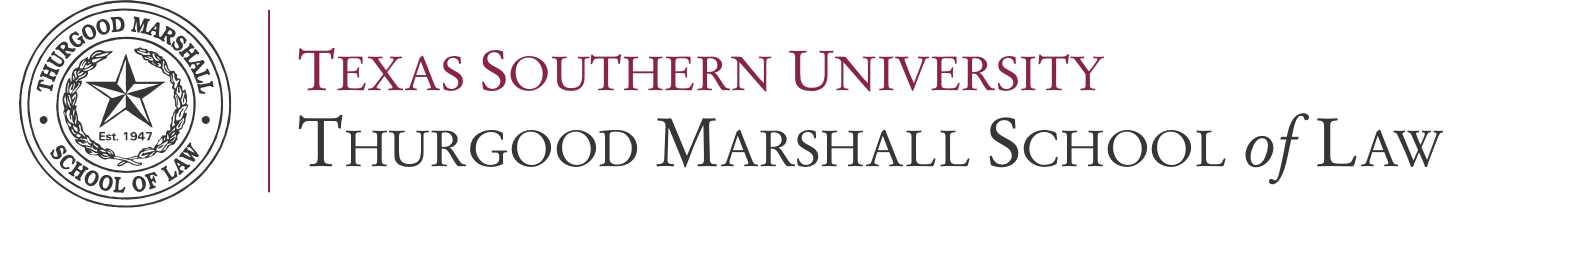 THURGOOD MARSHALL
Est. 1947
SCHOOL OF LAW
TEXAS SOUTHERN UNIVERSITY
THURGOOD MARSHALL SCHOOL of LAW